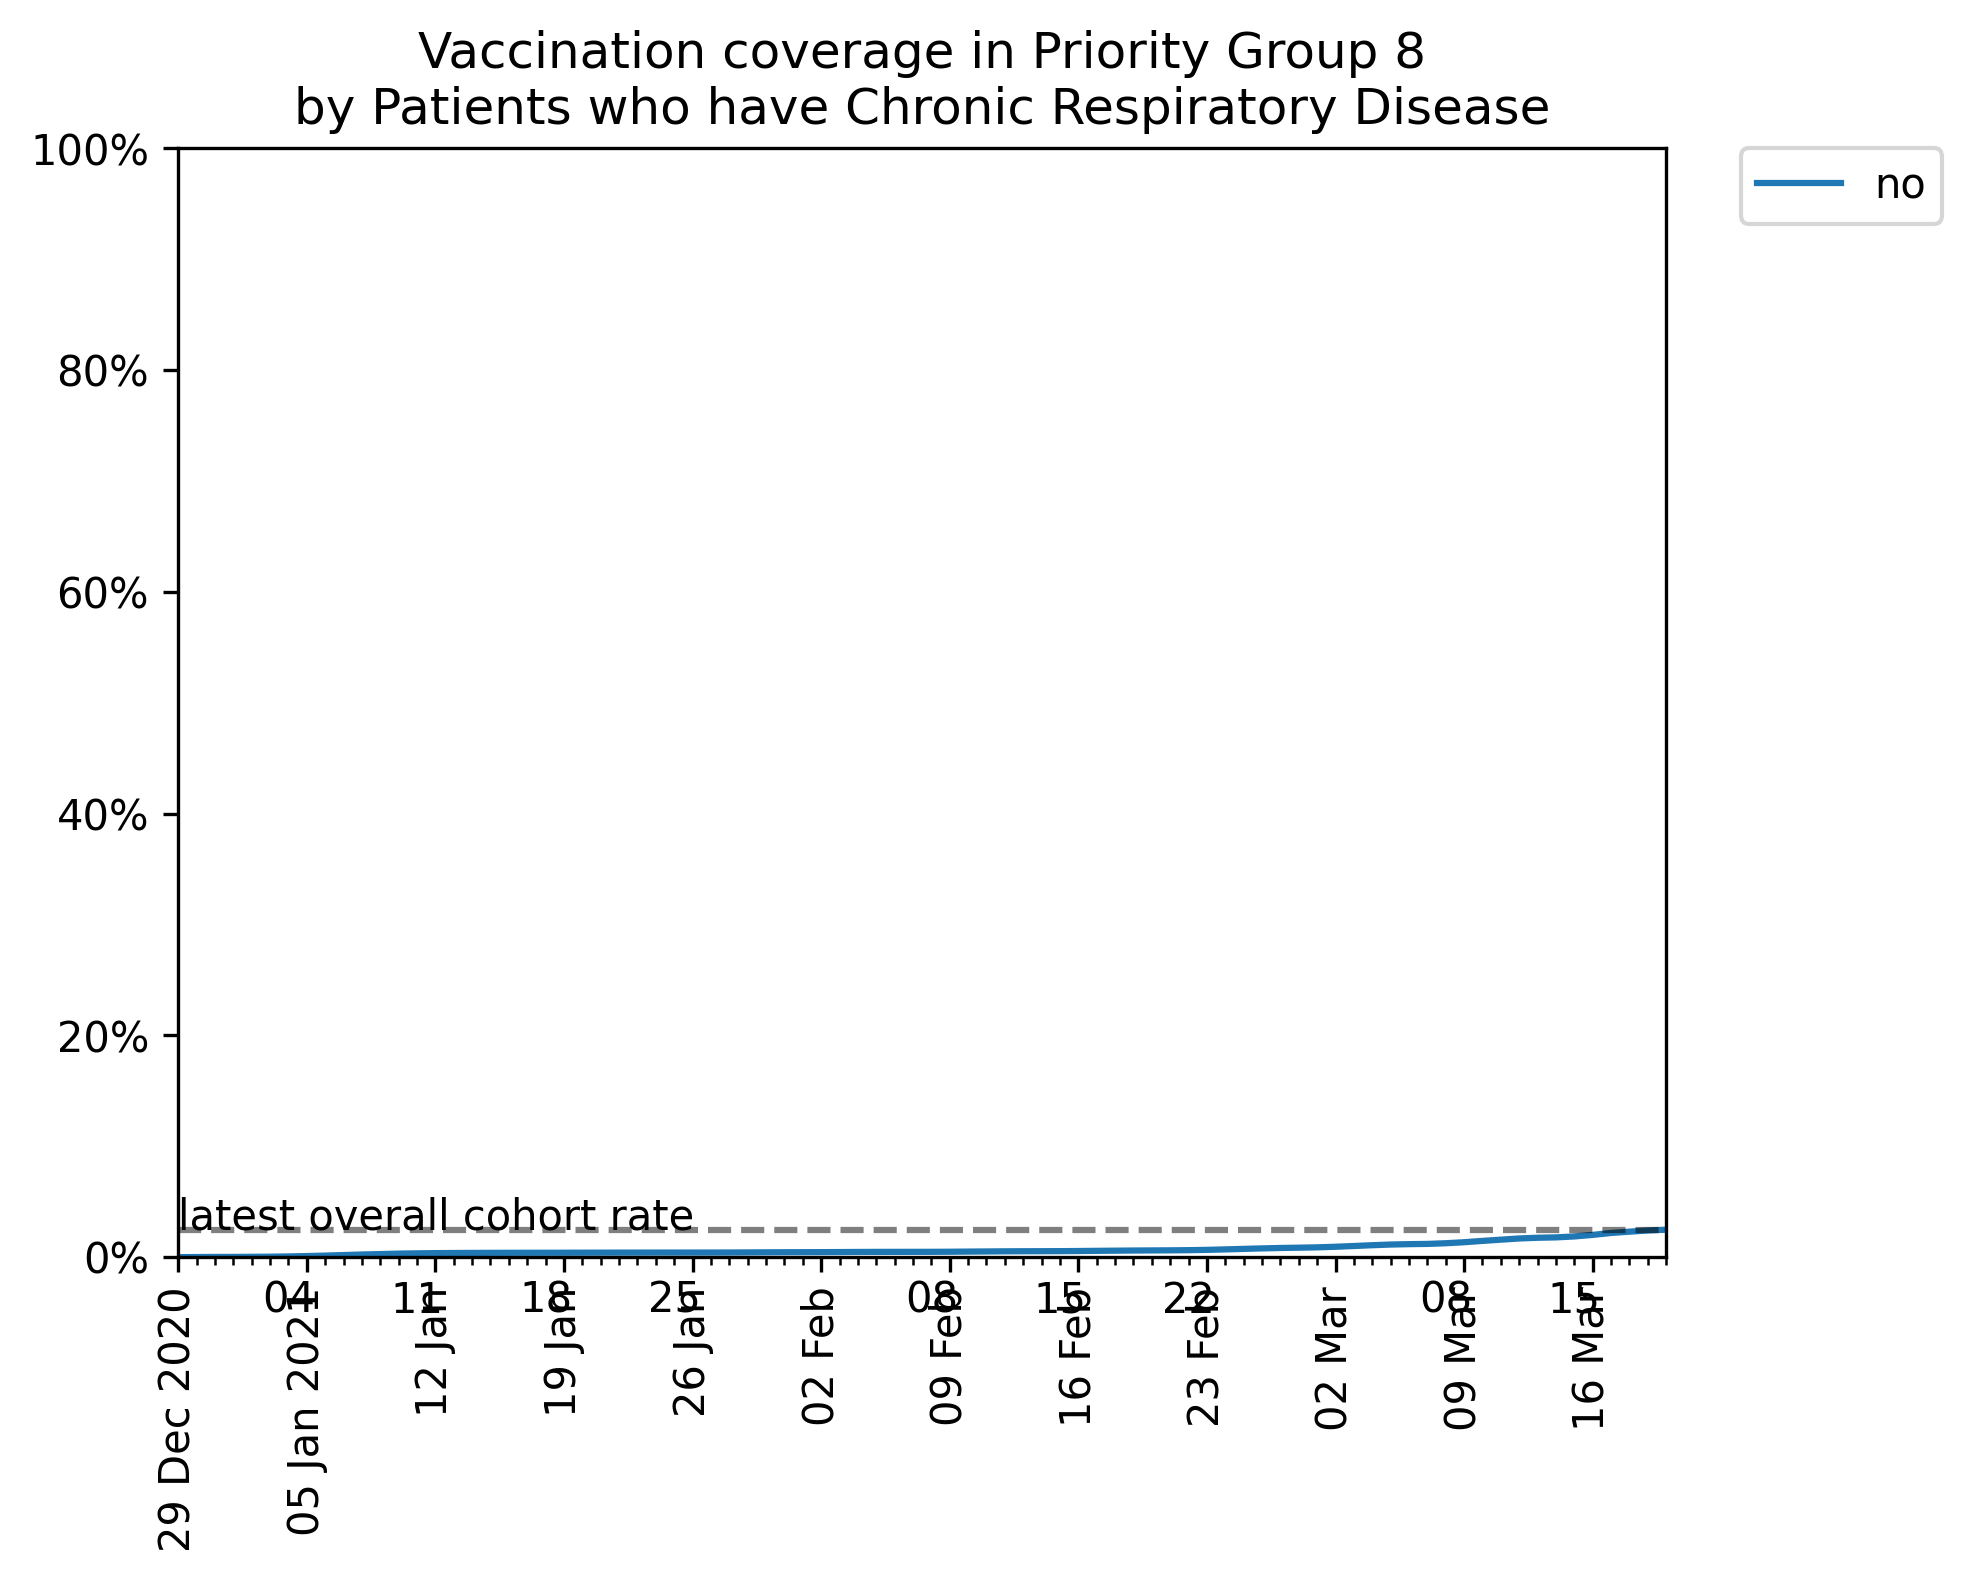 Vaccination coverage in Priority Group 8
by Patients who have Chronic Respiratory Disease
100%
80%
60%
40%
20%
0%
no
latest overall cohort rate
04
11
18
25
08
15
22
08
15
29 Dec 2020
05 Jan 2021
12 Jan
19 Jan
26 Jan
02 Feb
09 Feb
16 Feb
23 Feb
02 Mar
09 Mar
16 Mar